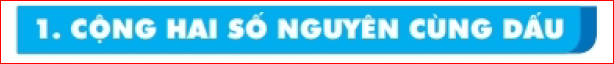 1. CỘNG HAI SỐ NGUYÊN CÙNG DẤU